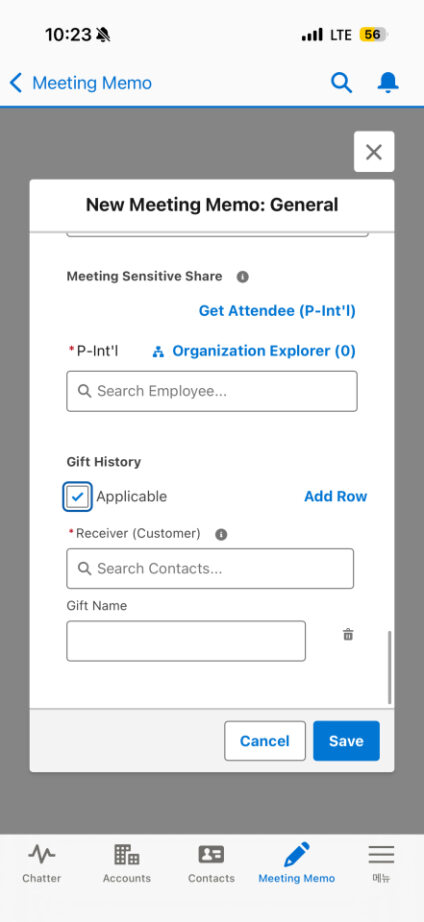 10:23
LTE 56
Meeting Memo
New Meeting Memo: General
Meeting Sensitive Share
Get Attendee (P-Int'l)
*P-Int'l Organization Explorer (0)
Search Employee...
Gift History
Applicable Add Row
*Receiver (Customer)
Search Contacts...
Gift Name
Cancel Save
Chatter Accounts Contacts Meeting Memo 메뉴